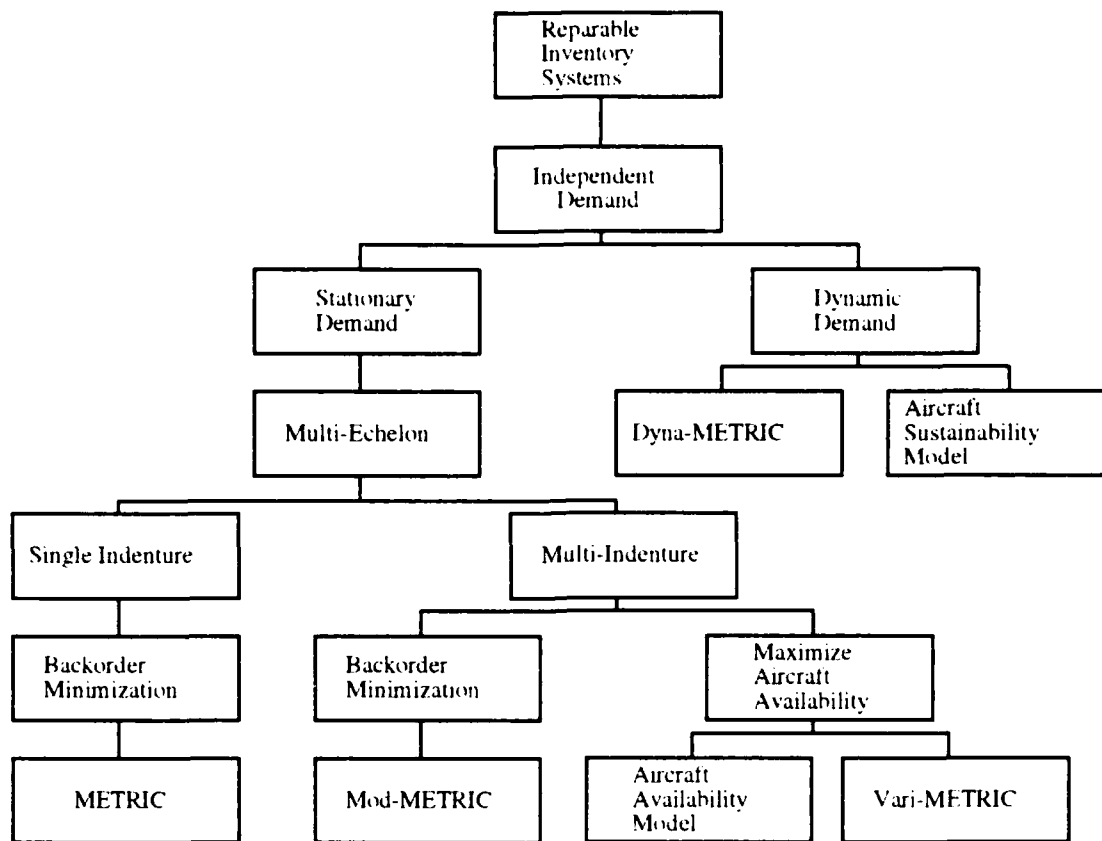 Reparable
Inventory
Systems
Independent
Demand
Stationary
Demand
Dynamic
Demand
Multi-Echelon
Dyna-METRIC
Aircraft
Sustainability
Model
Single Indenture
Multi-Indenture
Backorder
Minimization
Backorder
Minimization
Maximize
Aircraft
Availability
METRIC
Mod-METRIC
Aircraft
Availability
Model
Vari-METRIC